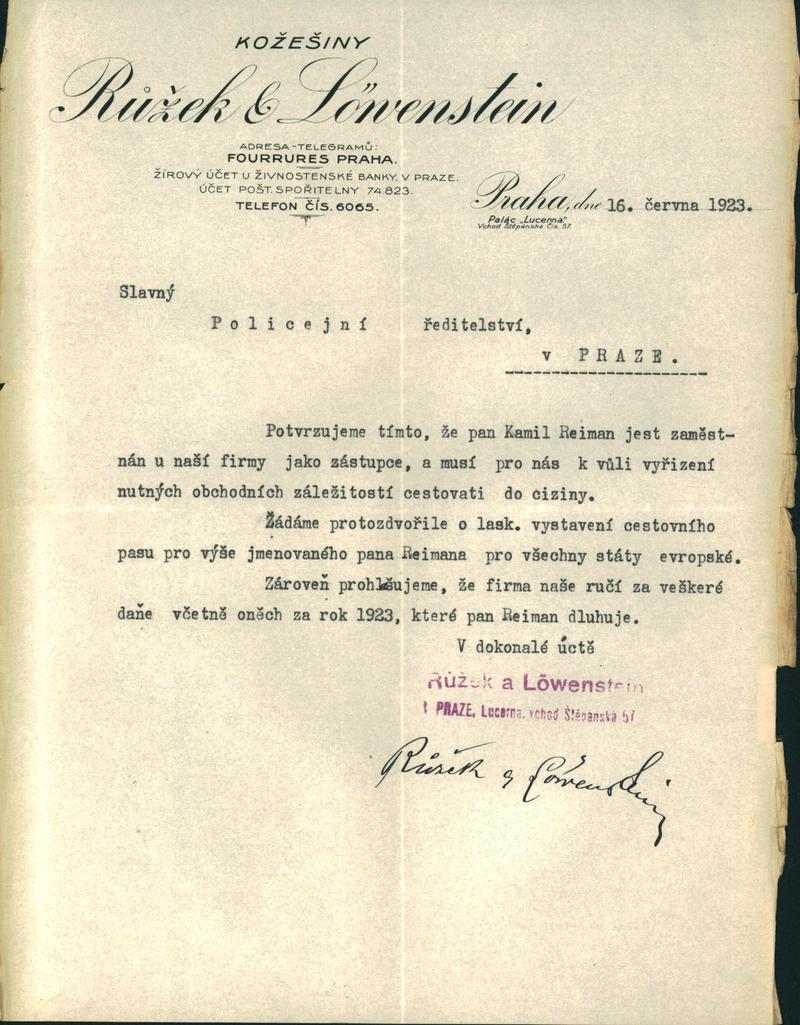 KOŽEŠINY
Růžek & Löwenstein
ADRESA-TELEGRAMŮ:
FOURRURES PRAHA.
ŽÍROVÝ ÚČET U ŽIVNOSTENSKÉ BANKY, V PRAZE.
ÚČET POŠT. SPOŘITELNY 74.823.
TELEFON ČÍS. 6065.
Praha, dne 16. června 1923.
Palác „Lucerna"
Vchod Štěpánská čís. 57.
Slavný
Policejní ředitelství,
v PRAZE.
Potvrzujeme tímto, že pan Kamil Reiman jest zaměst-
nán u naší firmy jako zástupce, a musí pro nás k vůli vyřízení
nutných obchodních záležitostí cestovati do ciziny.
Žádáme protozdvořile o lask. vystavení cestovního
pasu pro výše jmenovaného pana Reimana pro všechny státy evropské.
Zároveň prohlašujeme, že firma naše ručí za veškeré
daňe včetně oněch za rok 1923, které pan Reiman dluhuje.
V dokonalé úctě
Růžek a Löwenstein
PRAZE, Lucerna, vchod Štěpánská 57
Růžek a Löwenstein